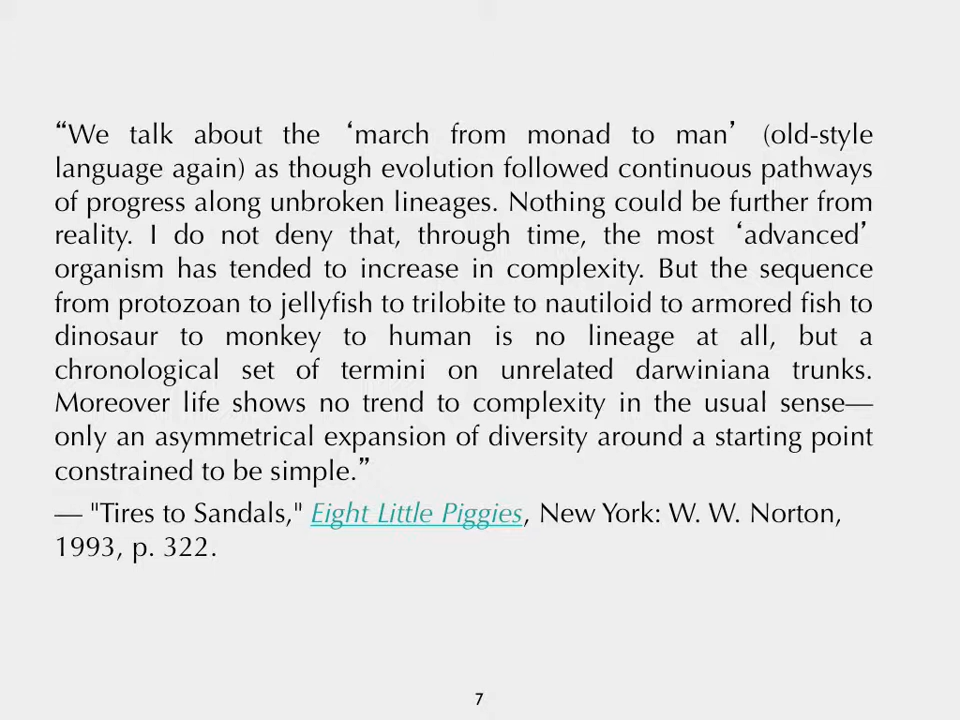 “We talk about the ‘march from monad to man’ (old-style
language again) as though evolution followed continuous pathways
of progress along unbroken lineages. Nothing could be further from
reality. I do not deny that, through time, the most ‘advanced’
organism has tended to increase in complexity. But the sequence
from protozoan to jellyfish to trilobite to nautiloid to armored fish to
dinosaur to monkey to human is no lineage at all, but a
chronological set of termini on unrelated darwiniana trunks.
Moreover life shows no trend to complexity in the usual sense—
only an asymmetrical expansion of diversity around a starting point
constrained to be simple.”
— "Tires to Sandals," Eight Little Piggies, New York: W. W. Norton,
1993, p. 322.
7